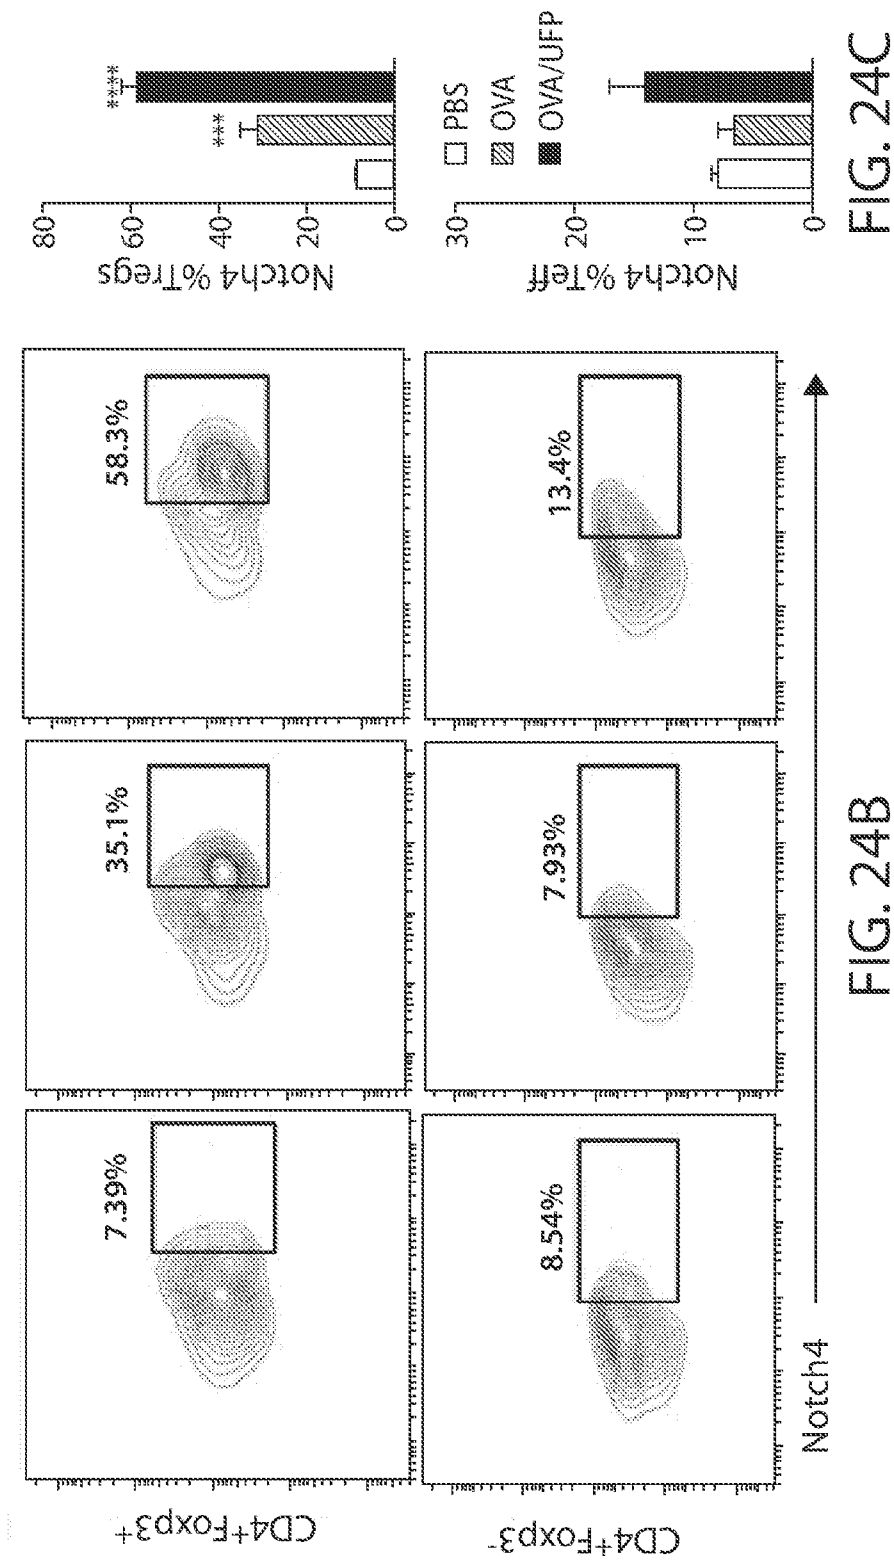 CD4⁺Foxp3⁺
7.39%
35.1%
58.3%
CD4⁺Foxp3⁻
8.54%
7.93%
13.4%
Notch4
FIG. 24B
Notch4 %Tregs
80
60
40
20
0
***
****
Notch4 %Teff
30
20
10
0
PBS
OVA
OVA/UFP
FIG. 24C